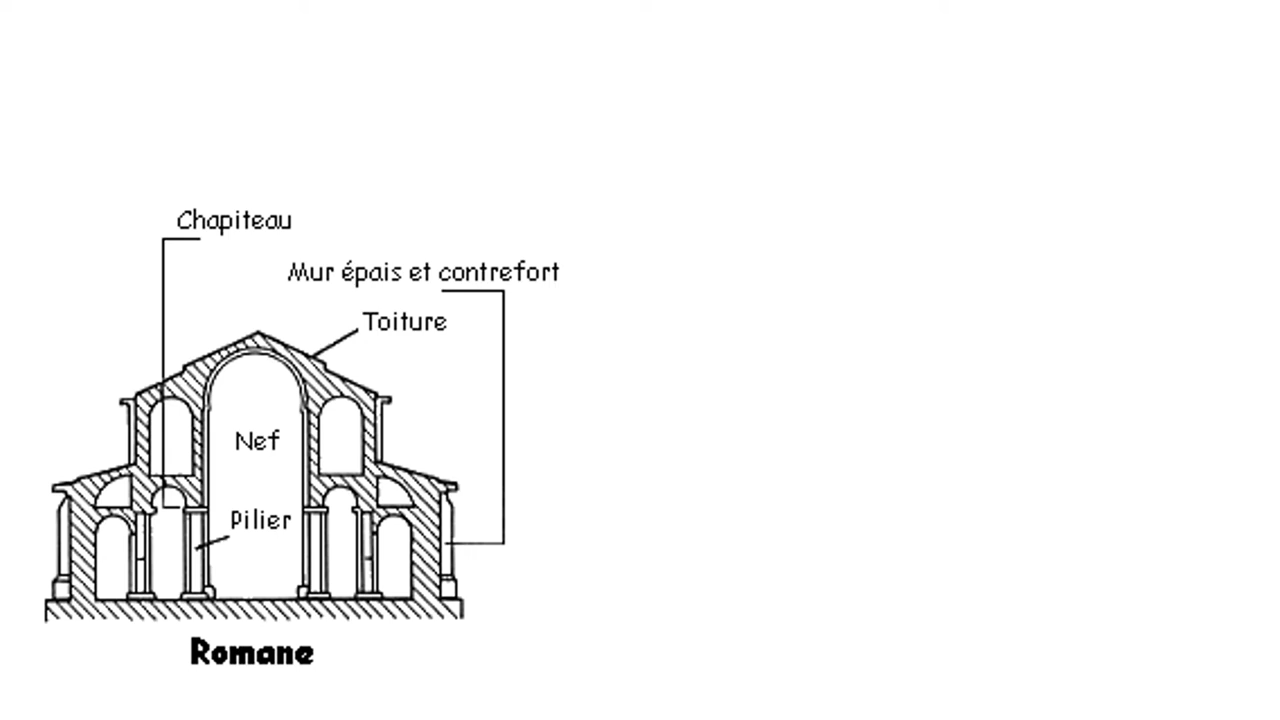 Chapiteau
Mur épais et contrefort
Toiture
Nef
Pilier
Romane